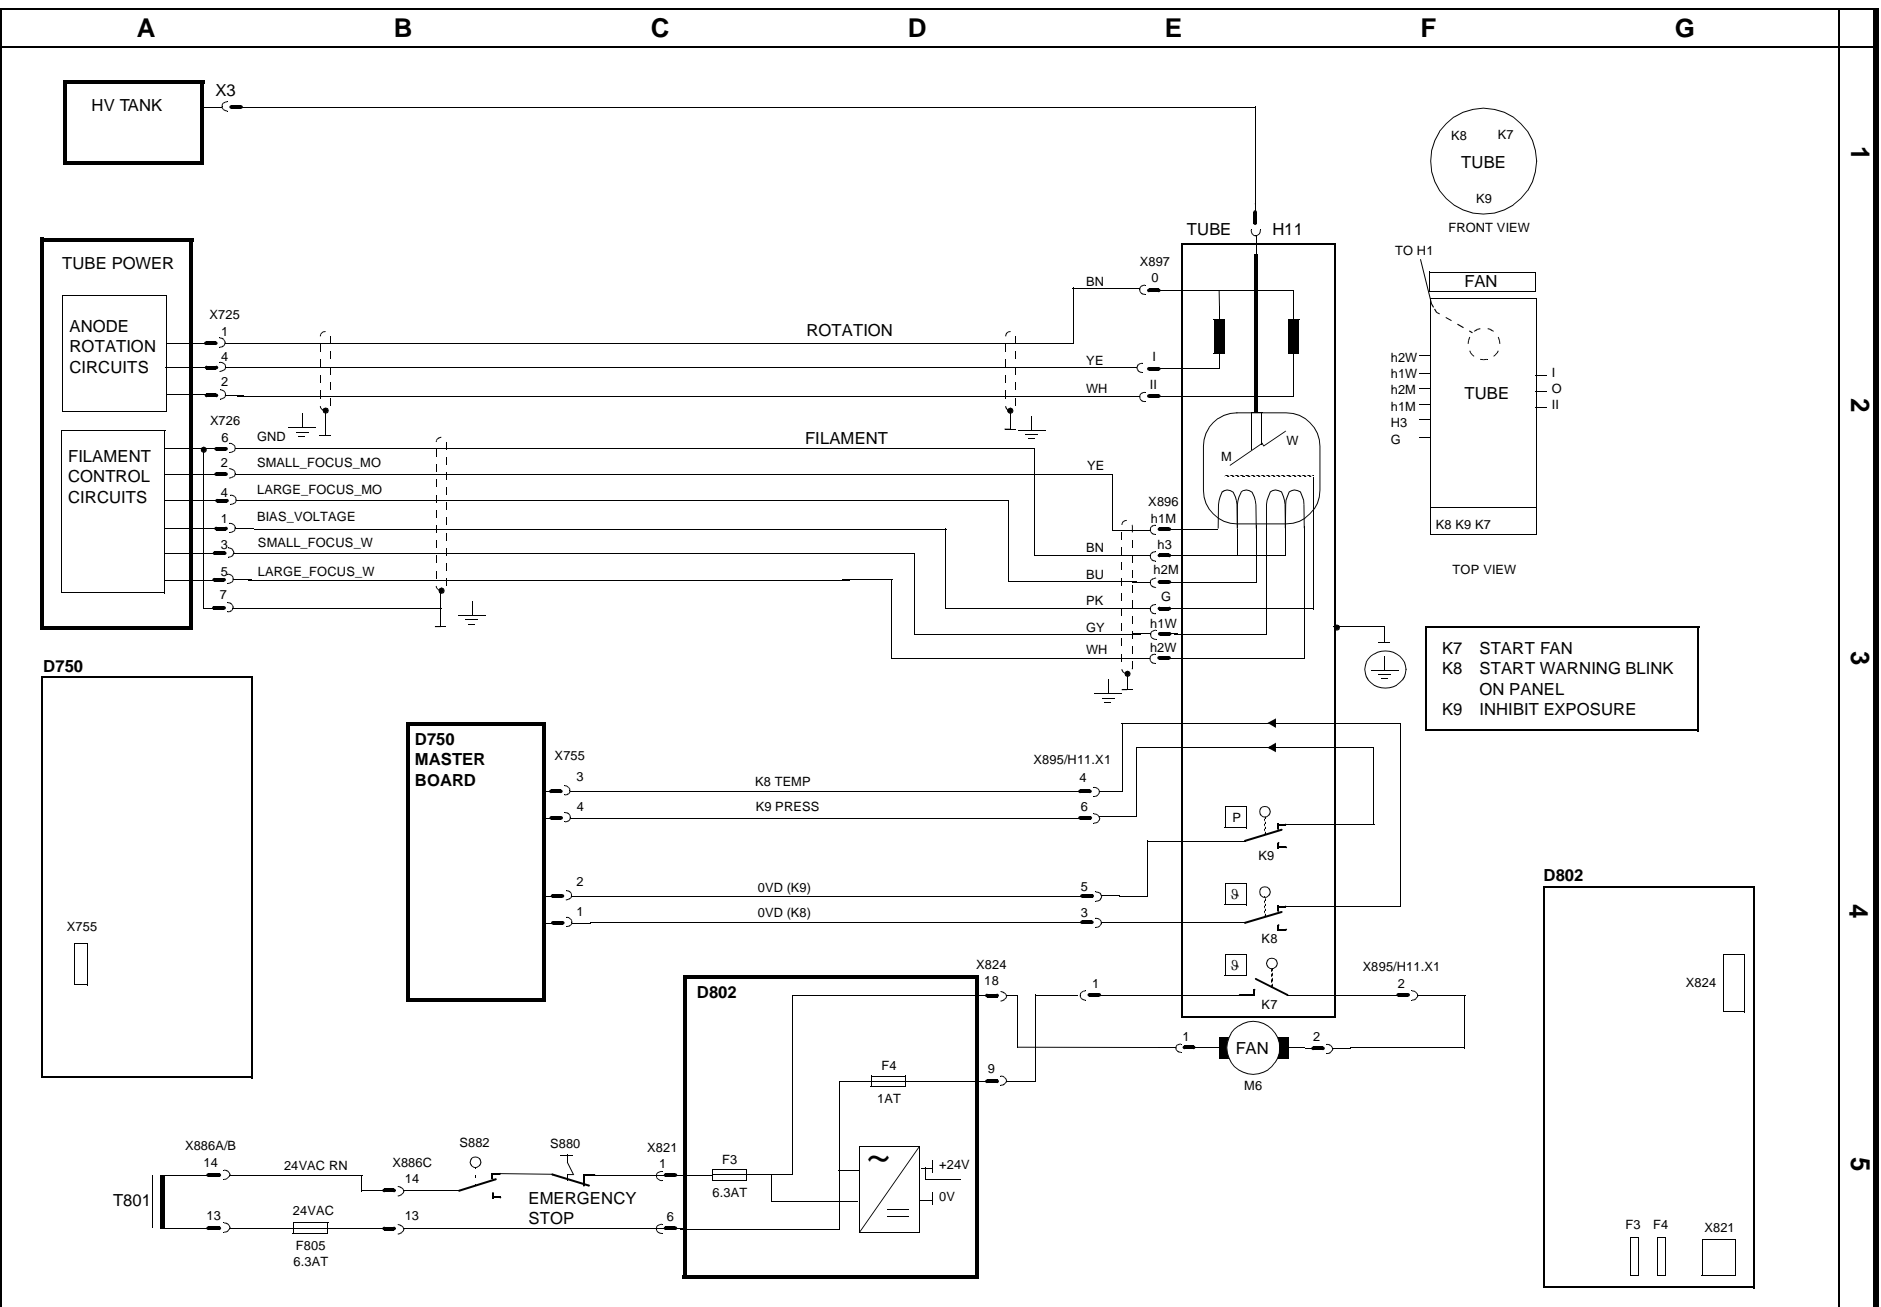 A B C D E F G
1
2
3
4
5
HV TANK
X3
K8 K7
TUBE
K9
FRONT VIEW
TUBE H11
TO H1
FAN
h2W
h1W
h2M
h1M
H3
G
TUBE
I
O
II
K8 K9 K7
TOP VIEW
TUBE POWER
ANODE
ROTATION
CIRCUITS
X725
1
4
2
ROTATION
X897
BN 0
YE I
WH II
FILAMENT
CONTROL
CIRCUITS
X726
6 GND
2 SMALL_FOCUS_MO
4 LARGE_FOCUS_MO
1 BIAS_VOLTAGE
3 SMALL_FOCUS_W
5 LARGE_FOCUS_W
7
FILAMENT
M W
X896
YE h1M
BN h3
BU h2M
PK G
GY h1W
WH h2W
K7 START FAN
K8 START WARNING BLINK
ON PANEL
K9 INHIBIT EXPOSURE
D750
X755
D750
MASTER
BOARD
X755
X895/H11.X1
3 K8 TEMP 4
4 K9 PRESS 6
2 0VD (K9) 5
1 0VD (K8) 3
P
K9
ϑ
K8
ϑ
K7
1
X895/H11.X1
2
1 FAN 2
M6
D802
X824
18
F4
1AT
9
D802
X824
F3 F4 X821
T801
X886A/B
14 24VAC RN
X886C
14
S882
S880
EMERGENCY
STOP
X821
1
F3
6.3AT
~
+24V
0V
13 24VAC 13 6
F805
6.3AT